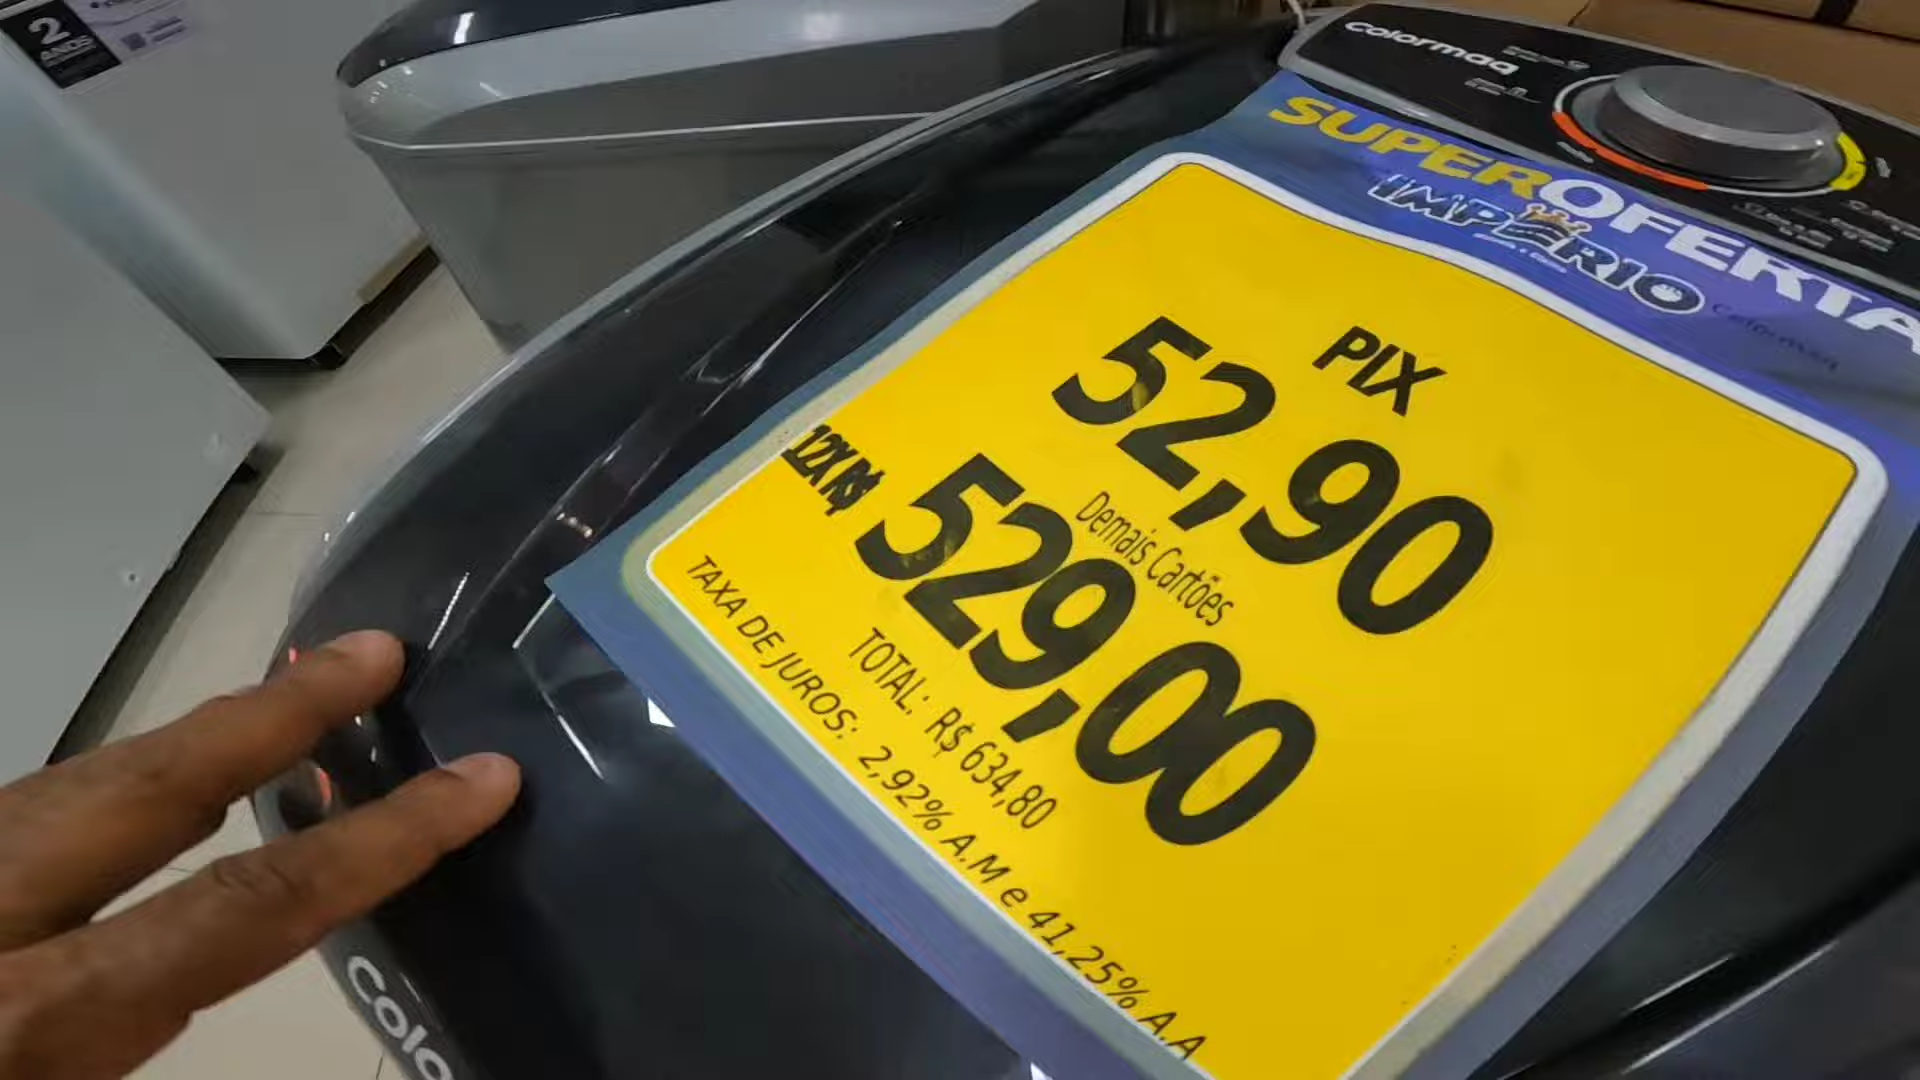 2
ANOS
Colormaq
SUPEROFERTA
IMPÉRIO
PIX
52,90
Demais Cartões
12X R$
529,00
TOTAL: R$ 634,80
TAXA DE JUROS: 2,92% A.M e 41,25% A.A
Colo